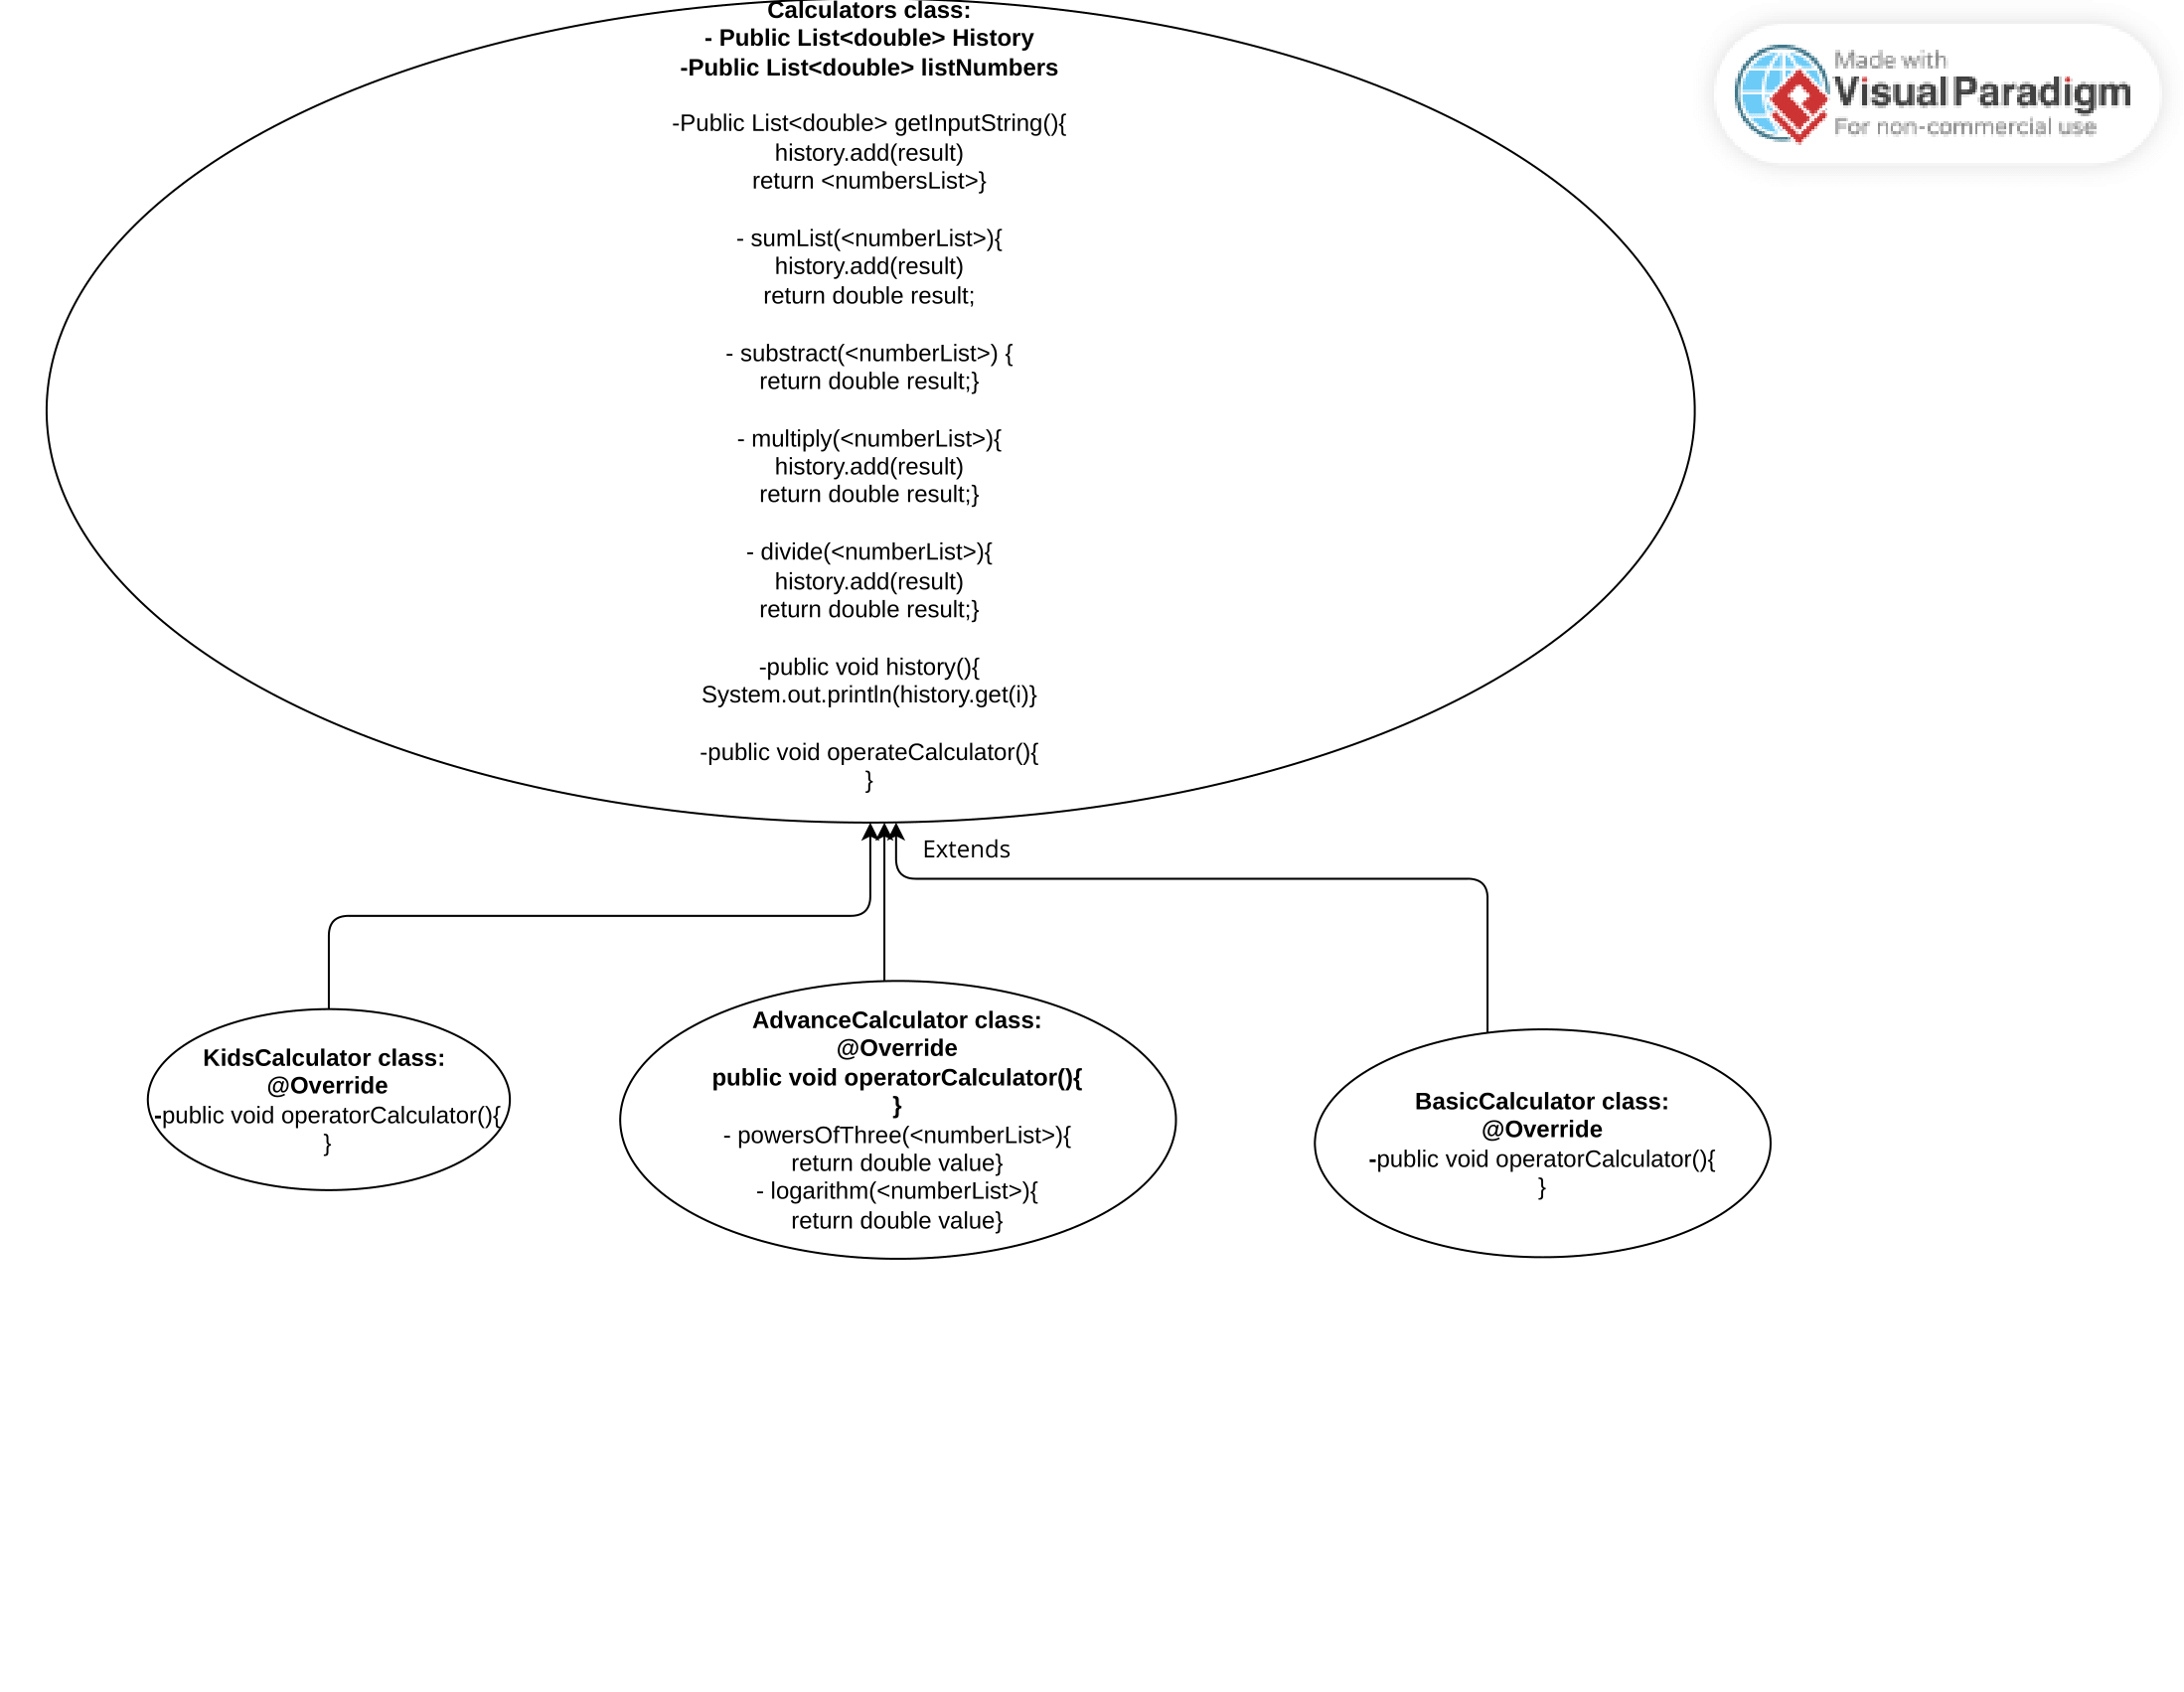 Calculators class:
- Public List<double> History
-Public List<double> listNumbers
-Public List<double> getInputString(){
history.add(result)
return <numbersList>}
- sumList(<numberList>){
history.add(result)
return double result;
- substract(<numberList>) {
return double result;}
- multiply(<numberList>){
history.add(result)
return double result;}
- divide(<numberList>){
history.add(result)
return double result;}
-public void history(){
System.out.println(history.get(i)}
-public void operateCalculator(){
}
Made with
Visual Paradigm
For non-commercial use
Extends
KidsCalculator class:
@Override
-public void operatorCalculator(){
}
AdvanceCalculator class:
@Override
public void operatorCalculator(){
}
- powersOfThree(<numberList>){
return double value}
- logarithm(<numberList>){
return double value}
BasicCalculator class:
@Override
-public void operatorCalculator(){
}